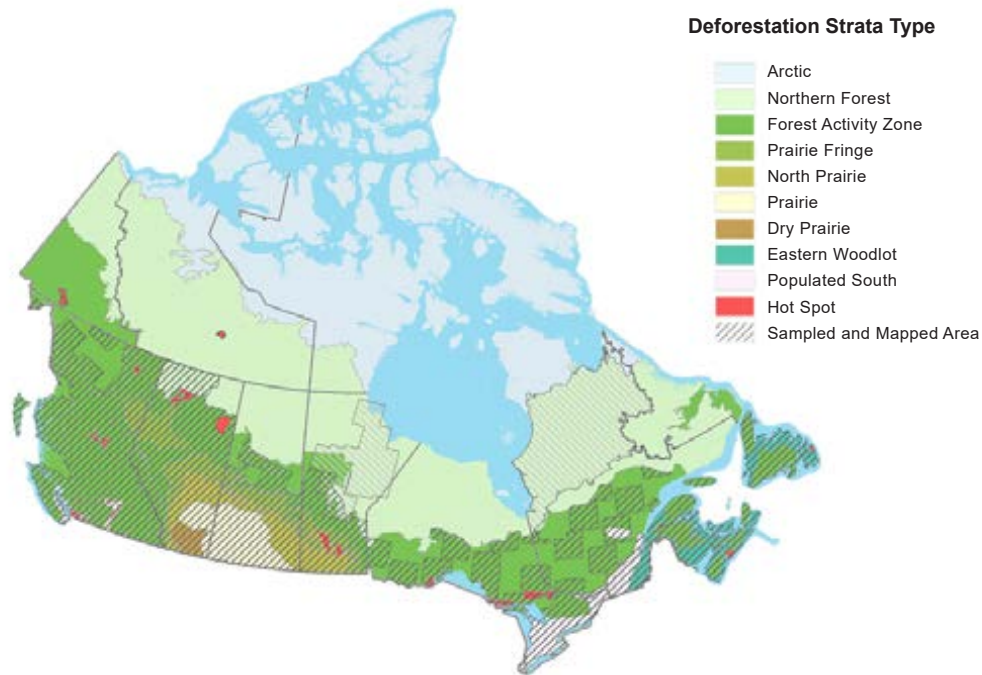 Deforestation Strata Type
Arctic
Northern Forest
Forest Activity Zone
Prairie Fringe
North Prairie
Prairie
Dry Prairie
Eastern Woodlot
Populated South
Hot Spot
Sampled and Mapped Area